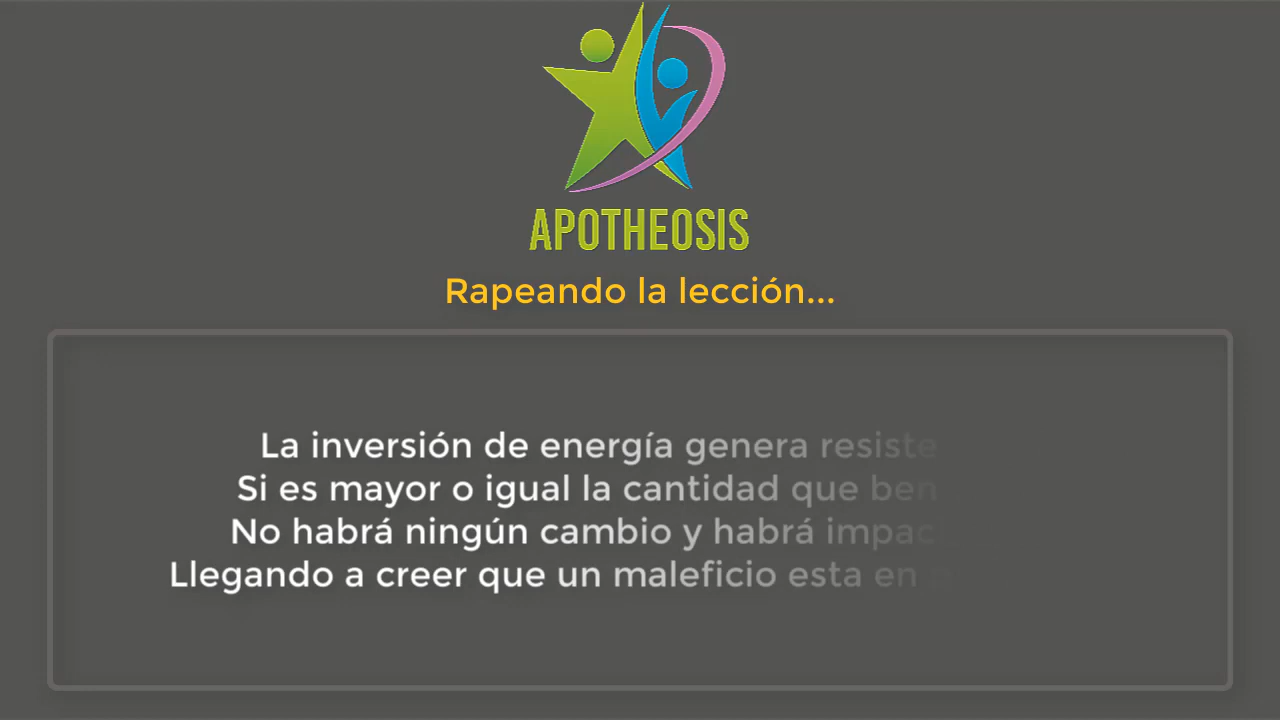 APOTHEOSIS
Rapeando la lección...
La inversión de energía genera
Si es mayor o igual la cantidad que
No habrá ningún cambio y habrá
Llegando a creer que un maleficio esta en